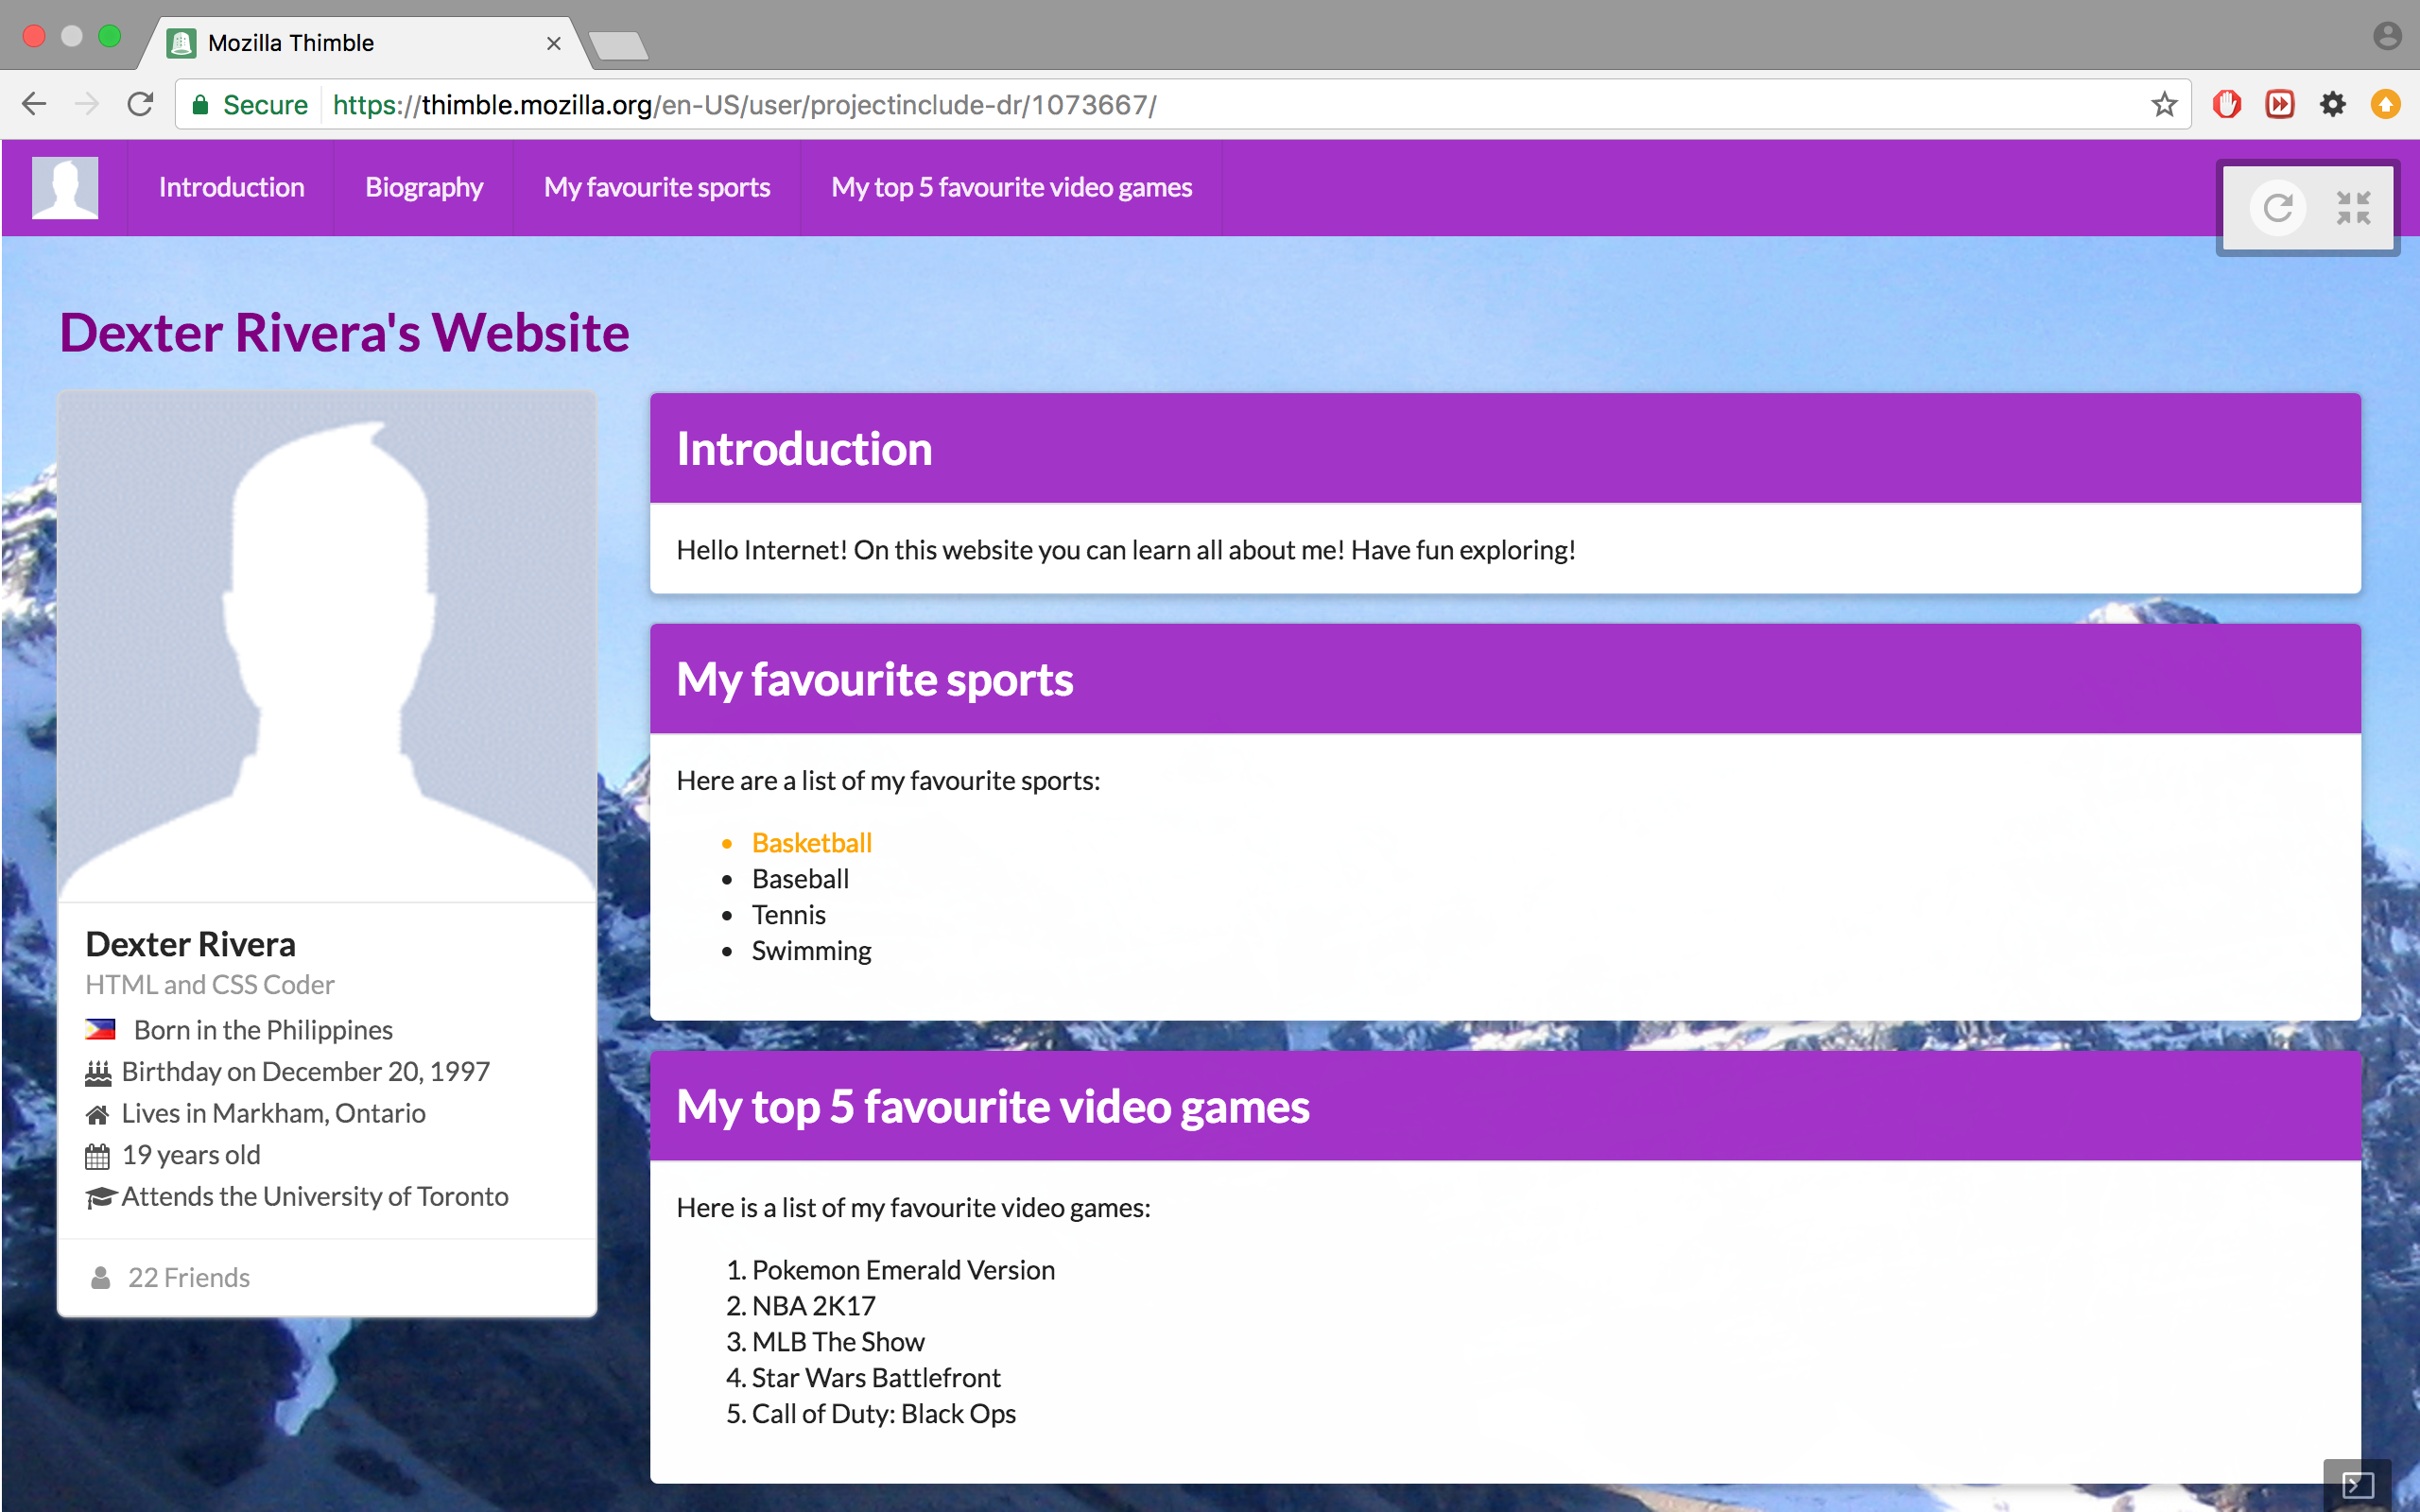 Mozilla Thimble
Secure https://thimble.mozilla.org/en-US/user/projectinclude-dr/1073667/
Introduction Biography My favourite sports My top 5 favourite video games
Dexter Rivera's Website
Dexter Rivera
HTML and CSS Coder
Born in the Philippines
Birthday on December 20, 1997
Lives in Markham, Ontario
19 years old
Attends the University of Toronto
22 Friends
Introduction
Hello Internet! On this website you can learn all about me! Have fun exploring!
My favourite sports
Here are a list of my favourite sports:
• Basketball
• Baseball
• Tennis
• Swimming
My top 5 favourite video games
Here is a list of my favourite video games:
1. Pokemon Emerald Version
2. NBA 2K17
3. MLB The Show
4. Star Wars Battlefront
5. Call of Duty: Black Ops